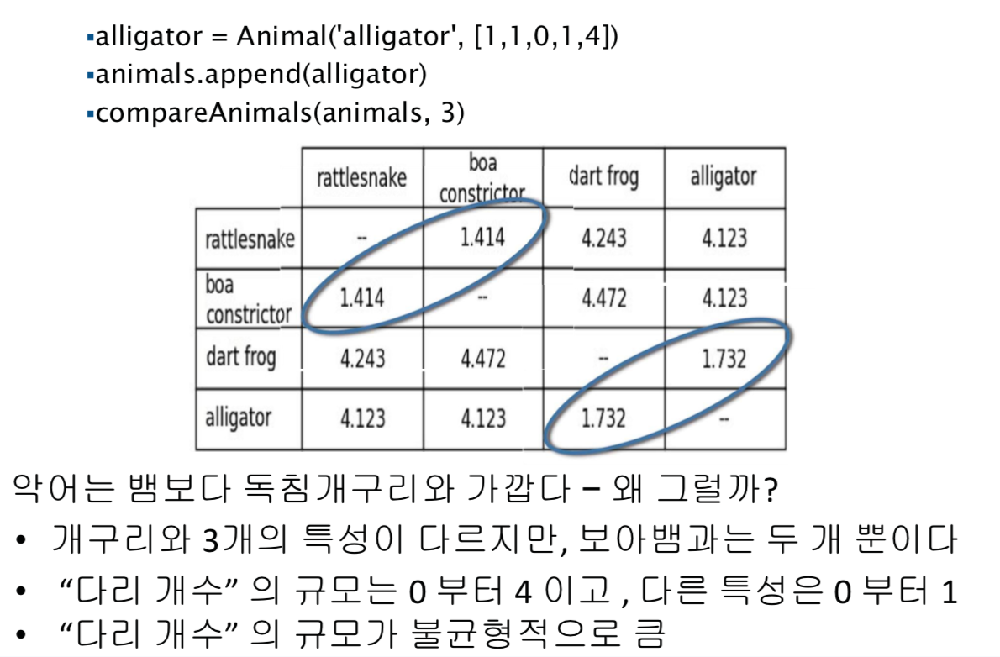 ▪alligator = Animal('alligator', [1,1,0,1,4])
▪animals.append(alligator)
▪compareAnimals(animals, 3)
rattlesnake boa constrictor dart frog alligator
rattlesnake -- 1.414 4.243 4.123
boa constrictor 1.414 -- 4.472 4.123
dart frog 4.243 4.472 -- 1.732
alligator 4.123 4.123 1.732 --
악어는 뱀보다 독침개구리와 가깝다 – 왜 그럴까?
• 개구리와 3개의 특성이 다르지만, 보아뱀과는 두 개 뿐이다
• “다리 개수” 의 규모는 0 부터 4 이고 , 다른 특성은 0 부터 1
• “다리 개수” 의 규모가 불균형적으로 큼